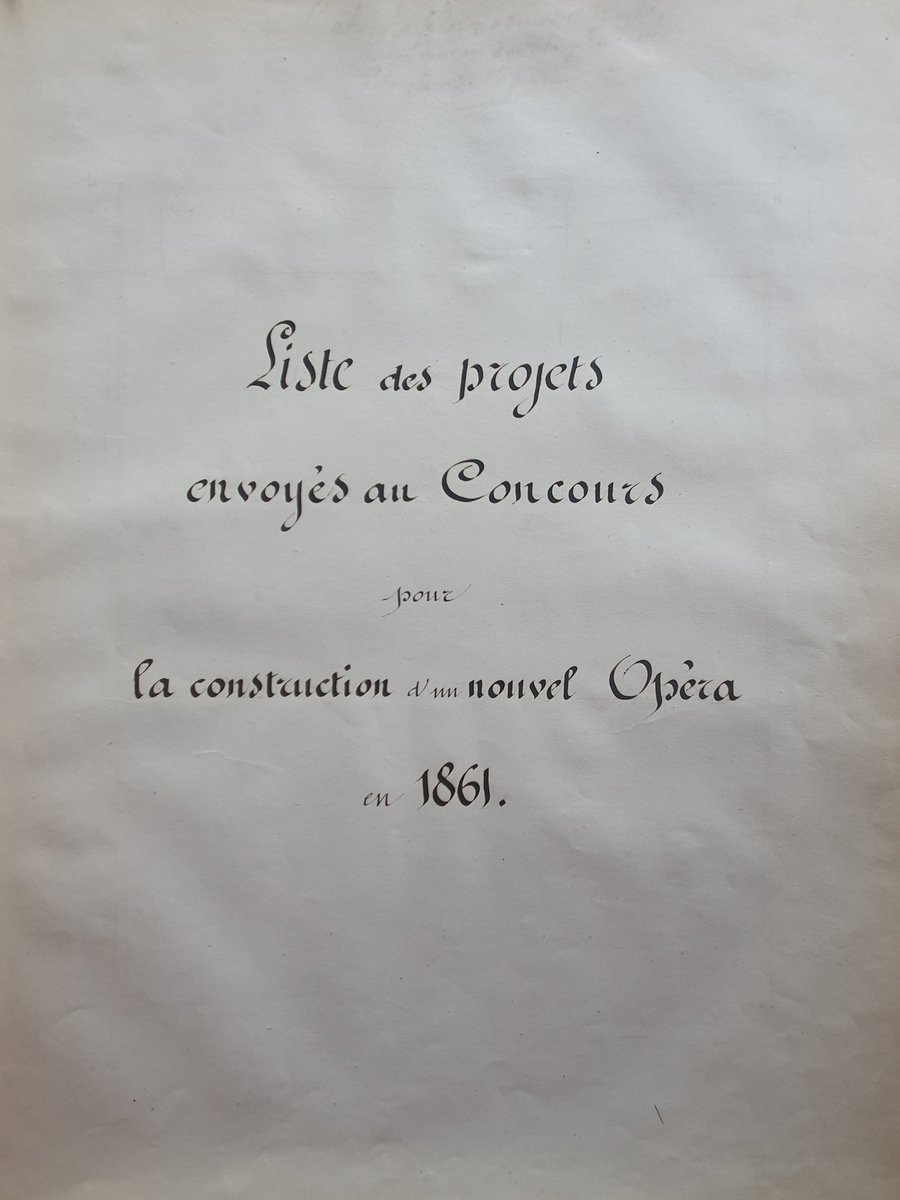 Liste des projets
envoyés au Concours
pour
la construction d'un nouvel Opéra
en 1861.